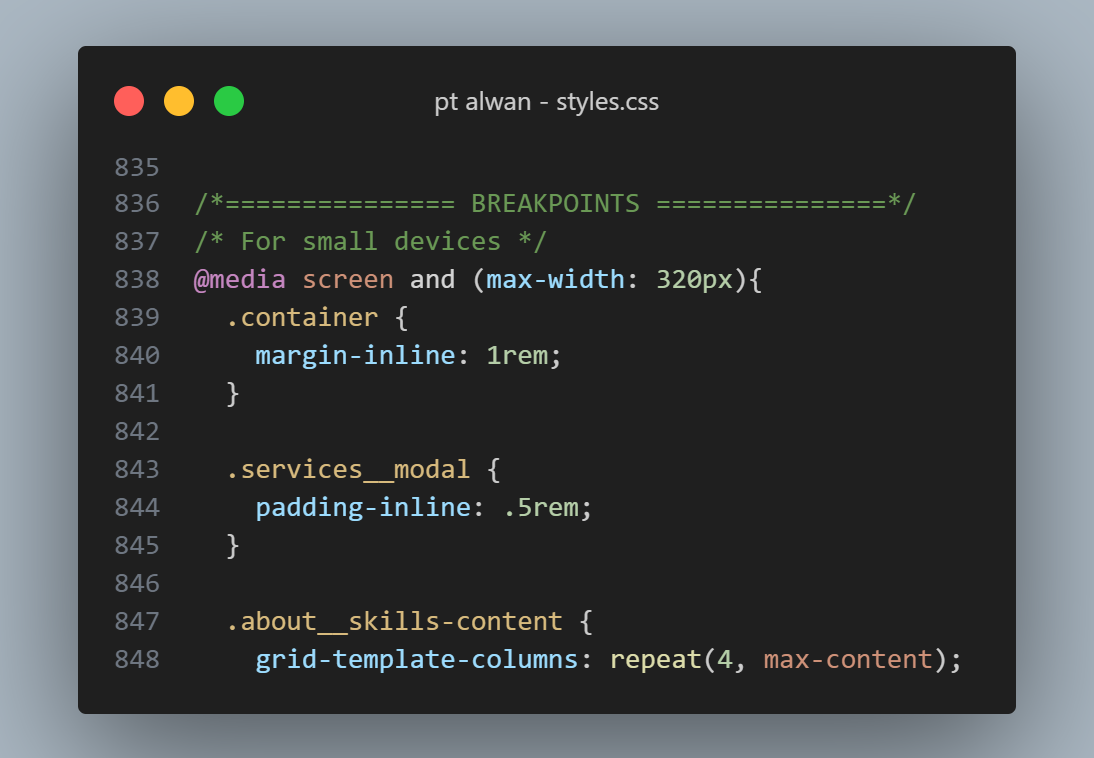 pt alwan - styles.css
835
836 /*=============== BREAKPOINTS ===============*/
837 /* For small devices */
838 @media screen and (max-width: 320px){
839   .container {
840     margin-inline: 1rem;
841   }
842
843   .services__modal {
844     padding-inline: .5rem;
845   }
846
847   .about__skills-content {
848     grid-template-columns: repeat(4, max-content);